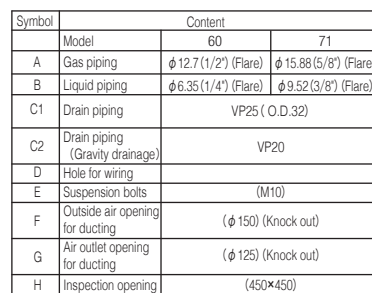 Symbol Content
Model 60 71
A Gas piping φ12.7(1/2") (Flare) φ15.88(5/8") (Flare)
B Liquid piping φ6.35(1/4") (Flare) φ9.52(3/8") (Flare)
C1 Drain piping VP25 ( O.D.32)
C2 Drain piping
(Gravity drainage) VP20
D Hole for wiring
E Suspension bolts (M10)
F Outside air opening
for ducting (φ150) (Knock out)
G Air outlet opening
for ducting (φ125) (Knock out)
H Inspection opening (450×450)